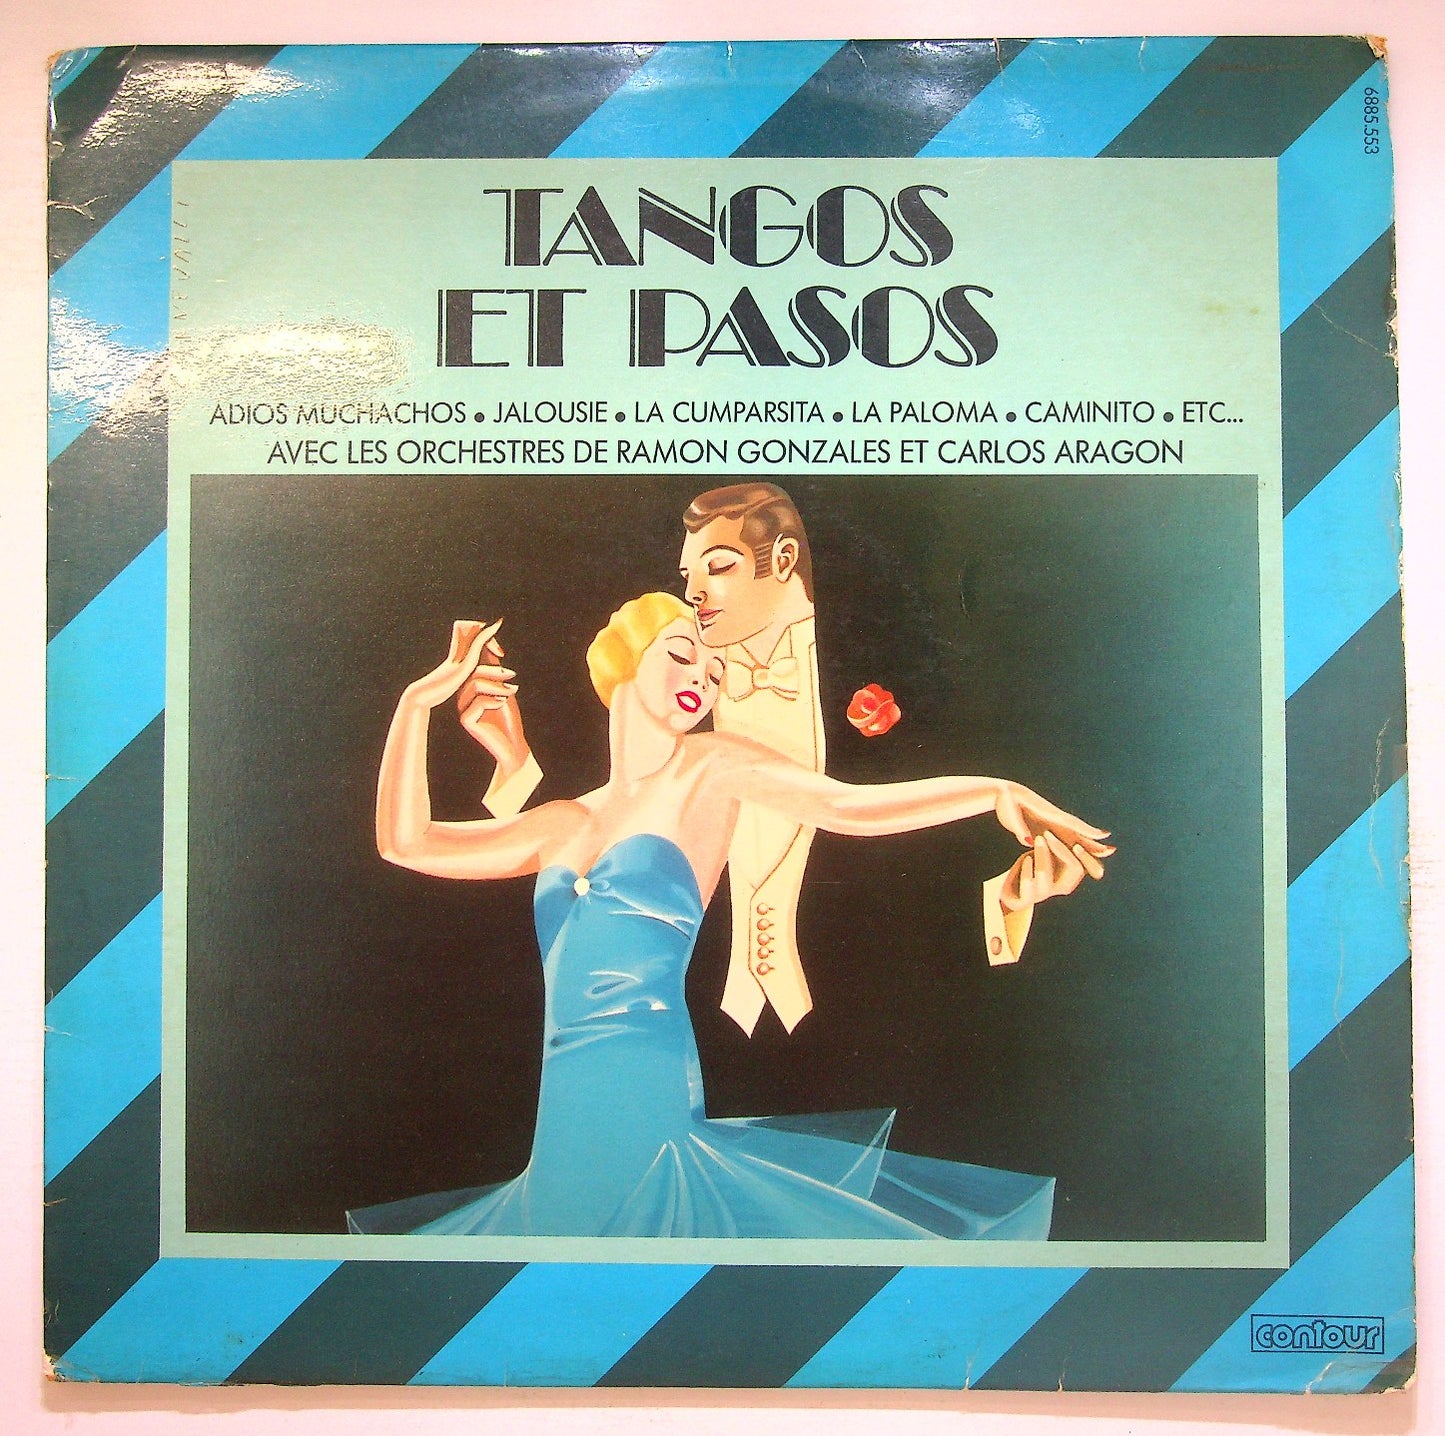 6885.553
TANGOS
ET PASOS
ADIOS MUCHACHOS • JALOUSIE • LA CUMPARSITA • LA PALOMA • CAMINITO • ETC...
AVEC LES ORCHESTRES DE RAMON GONZALES ET CARLOS ARAGON
contour